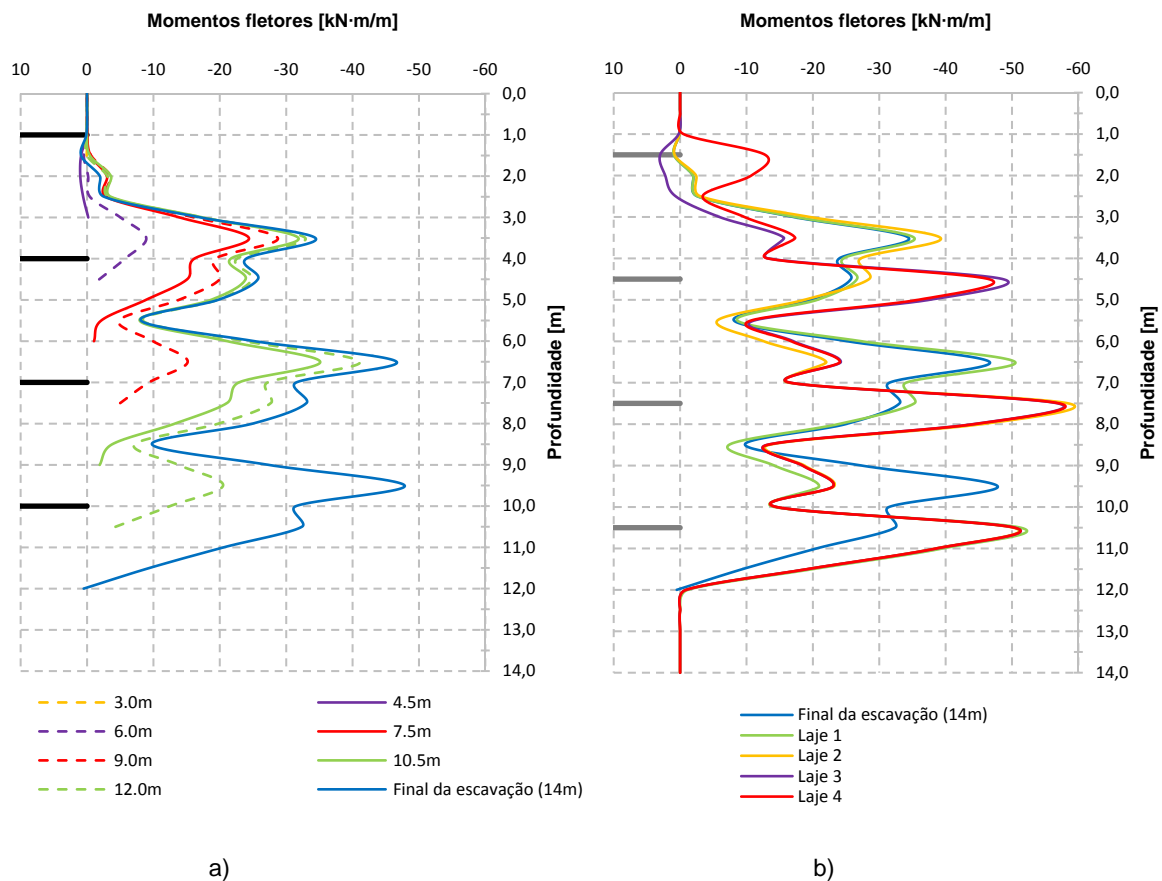 Momentos fletores [kN·m/m]
10 0 -10 -20 -30 -40 -50 -60
0,0
1,0
2,0
3,0
4,0
5,0
6,0
7,0
8,0
9,0
10,0
11,0
12,0
13,0
14,0
Profundidade [m]
3.0m 4.5m
6.0m 7.5m
9.0m 10.5m
12.0m Final da escavação (14m)
a)
Momentos fletores [kN·m/m]
10 0 -10 -20 -30 -40 -50 -60
0,0
1,0
2,0
3,0
4,0
5,0
6,0
7,0
8,0
9,0
10,0
11,0
12,0
13,0
14,0
Profundidade [m]
Final da escavação (14m)
Laje 1
Laje 2
Laje 3
Laje 4
b)